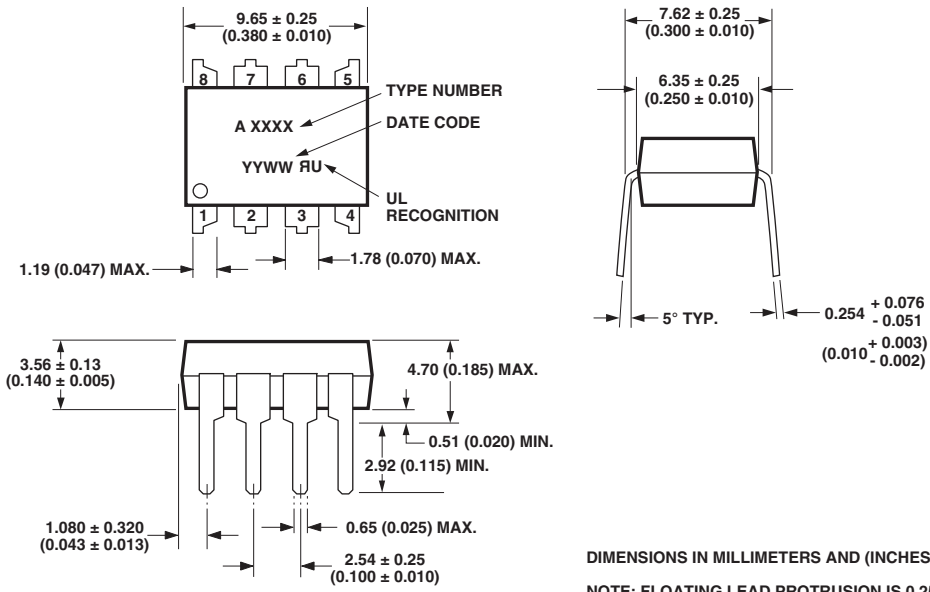 9.65 ± 0.25
(0.380 ± 0.010)
8 7 6 5
TYPE NUMBER
A XXXX
DATE CODE
YYWW ЯU
UL
RECOGNITION
1 2 3 4
1.19 (0.047) MAX.
1.78 (0.070) MAX.
7.62 ± 0.25
(0.300 ± 0.010)
6.35 ± 0.25
(0.250 ± 0.010)
5° TYP.
0.254 + 0.076
- 0.051
(0.010 + 0.003)
- 0.002)
3.56 ± 0.13
(0.140 ± 0.005)
4.70 (0.185) MAX.
0.51 (0.020) MIN.
2.92 (0.115) MIN.
1.080 ± 0.320
(0.043 ± 0.013)
0.65 (0.025) MAX.
2.54 ± 0.25
(0.100 ± 0.010)
DIMENSIONS IN MILLIMETERS AND (INCHES
NOTE: FLOATING LEAD PROTRUSION IS